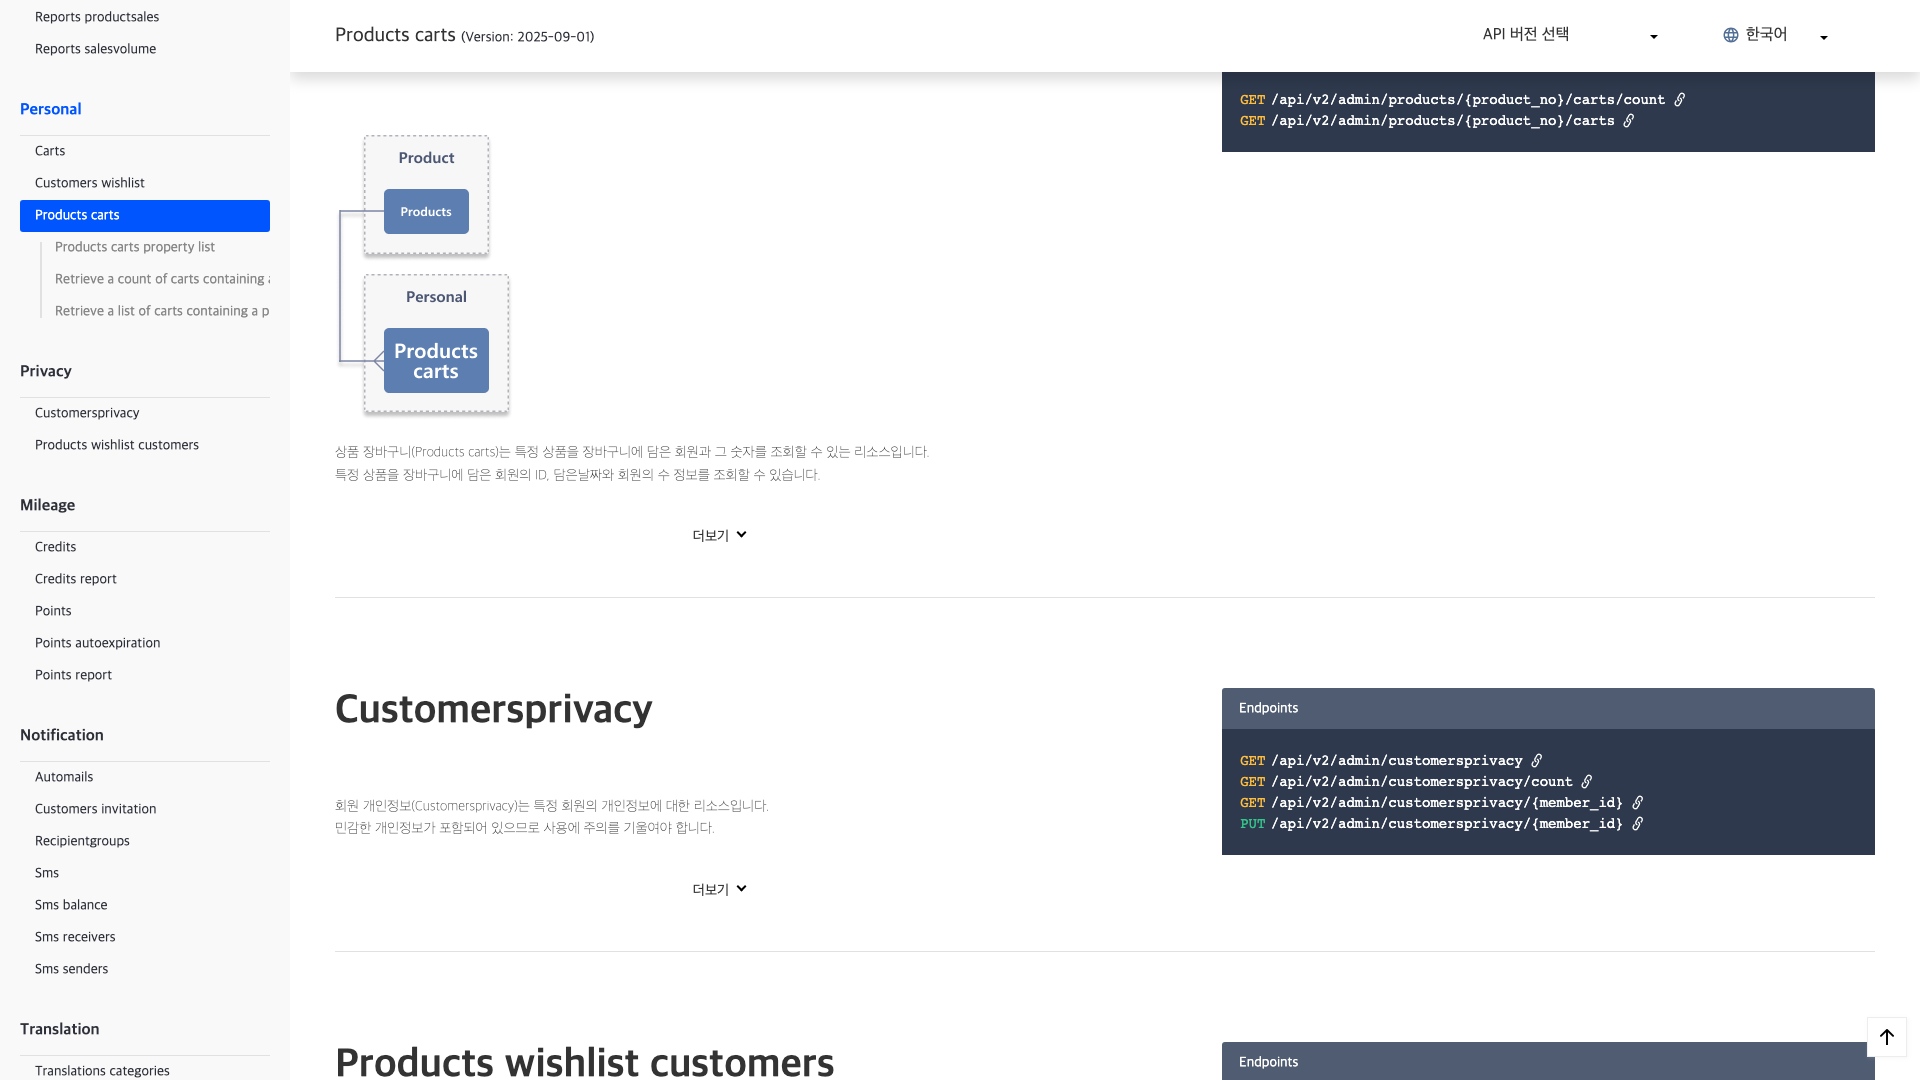 Reports productsales
Reports salesvolume
Personal
Carts
Customers wishlist
Products carts
Products carts property list
Retrieve a count of carts containing
Retrieve a list of carts containing a p
Privacy
Customersprivacy
Products wishlist customers
Mileage
Credits
Credits report
Points
Points autoexpiration
Points report
Notification
Automails
Customers invitation
Recipientgroups
Sms
Sms balance
Sms receivers
Sms senders
Translation
Translations categories
Products carts (Version: 2025-09-01)
API 버전 선택
한국어
GET /api/v2/admin/products/{product_no}/carts/count
GET /api/v2/admin/products/{product_no}/carts
Product
Products
Personal
Products
carts
상품 장바구니(Products carts)는 특정 상품을 장바구니에 담은 회원과 그 숫자를 조회할 수 있는 리소스입니다.
특정 상품을 장바구니에 담은 회원의 ID, 담은날짜와 회원의 수 정보를 조회할 수 있습니다.
더보기
Customersprivacy
회원 개인정보(Customersprivacy)는 특정 회원의 개인정보에 대한 리소스입니다.
민감한 개인정보가 포함되어 있으므로 사용에 주의를 기울여야 합니다.
더보기
Endpoints
GET /api/v2/admin/customersprivacy
GET /api/v2/admin/customersprivacy/count
GET /api/v2/admin/customersprivacy/{member_id}
PUT /api/v2/admin/customersprivacy/{member_id}
Products wishlist customers
Endpoints